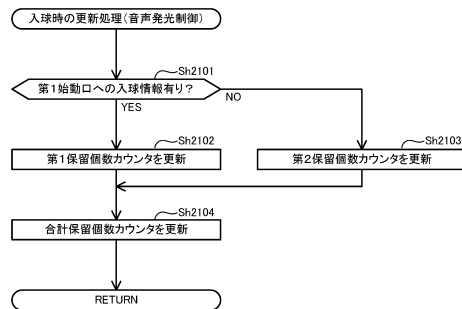 入球時の更新処理(音声発光制御)
Sh2101
第1始動口への入球情報有り?
NO
YES
Sh2102
Sh2103
第1保留個数カウンタを更新
第2保留個数カウンタを更新
Sh2104
合計保留個数カウンタを更新
RETURN